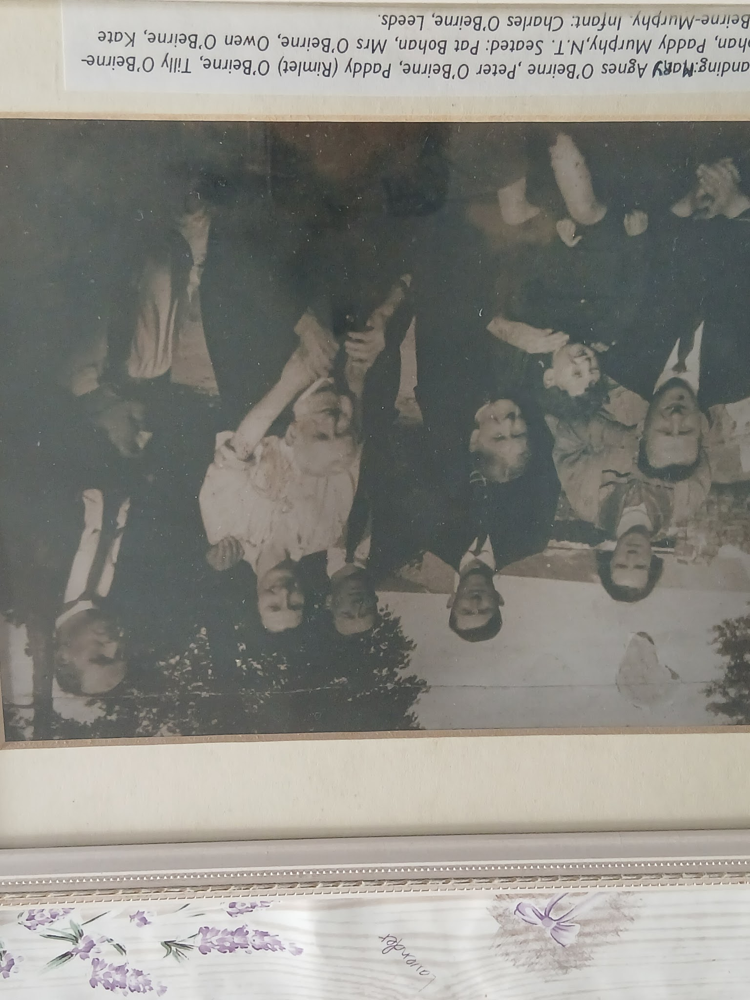 anding: MARY Agnes O'Beirne, Peter O'Beirne, Paddy (Rimlet) O'Beirne, Tilly O'Beirne-
ohan, Paddy Murphy,N.T. Seated: Pat Bohan, Mrs O'Beirne, Owen O'Beirne, Kate
Beirne-Murphy. Infant: Charles O'Beirne, Leeds.
Lavender